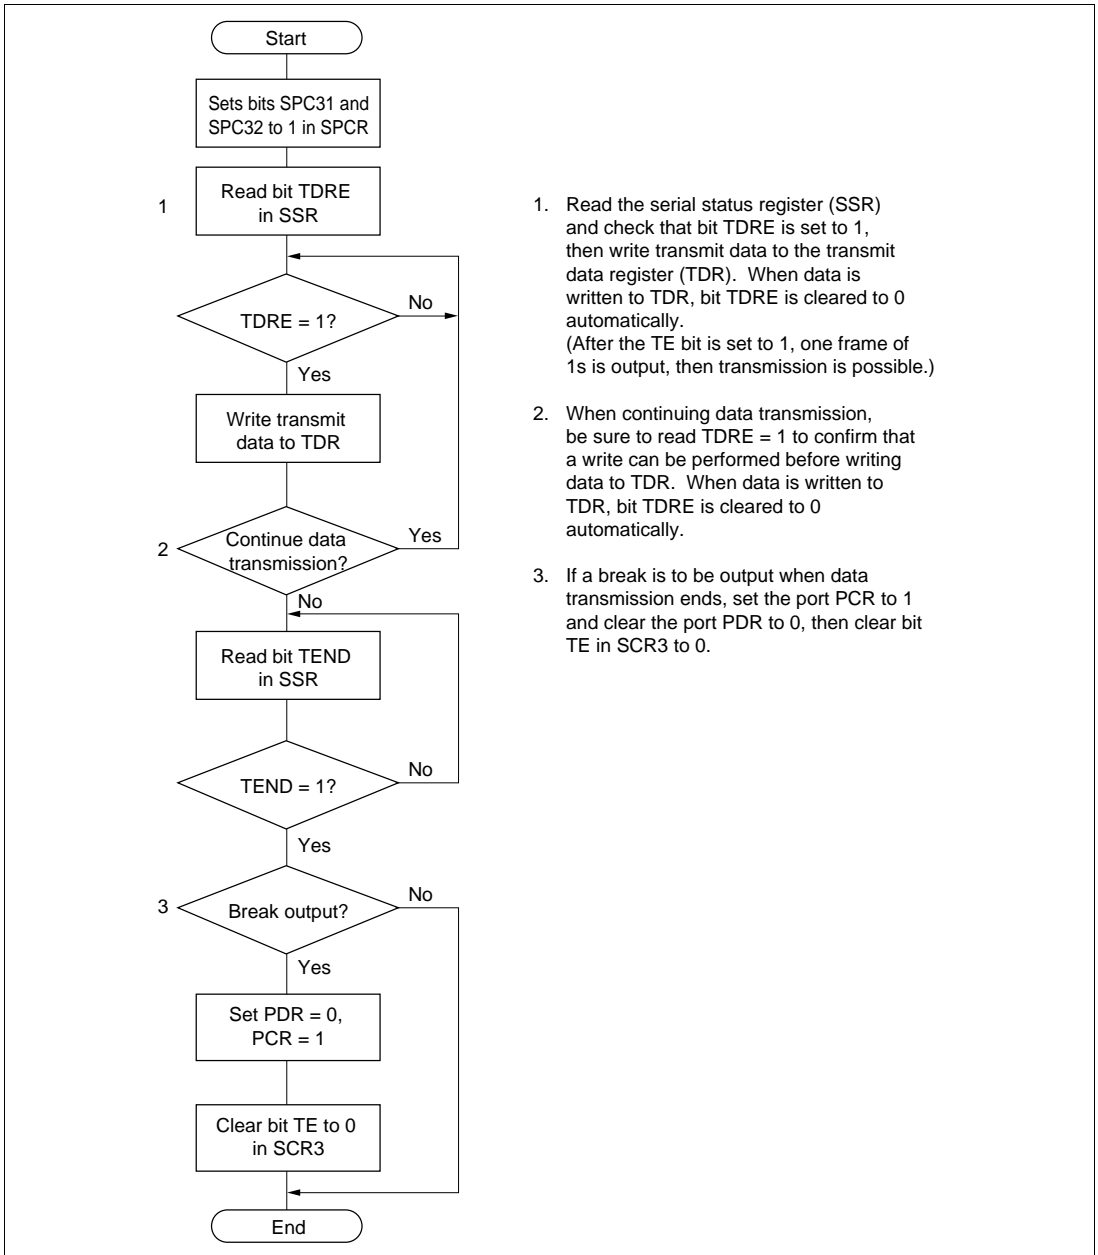 Start
Sets bits SPC31 and
SPC32 to 1 in SPCR
1
Read bit TDRE
in SSR
TDRE = 1?
No
Yes
Write transmit
data to TDR
2
Continue data
transmission?
Yes
No
Read bit TEND
in SSR
TEND = 1?
No
Yes
3
Break output?
No
Yes
Set PDR = 0,
PCR = 1
Clear bit TE to 0
in SCR3
End
1. Read the serial status register (SSR)
and check that bit TDRE is set to 1,
then write transmit data to the transmit
data register (TDR). When data is
written to TDR, bit TDRE is cleared to 0
automatically.
(After the TE bit is set to 1, one frame of
1s is output, then transmission is possible.)
2. When continuing data transmission,
be sure to read TDRE = 1 to confirm that
a write can be performed before writing
data to TDR. When data is written to
TDR, bit TDRE is cleared to 0
automatically.
3. If a break is to be output when data
transmission ends, set the port PCR to 1
and clear the port PDR to 0, then clear bit
TE in SCR3 to 0.